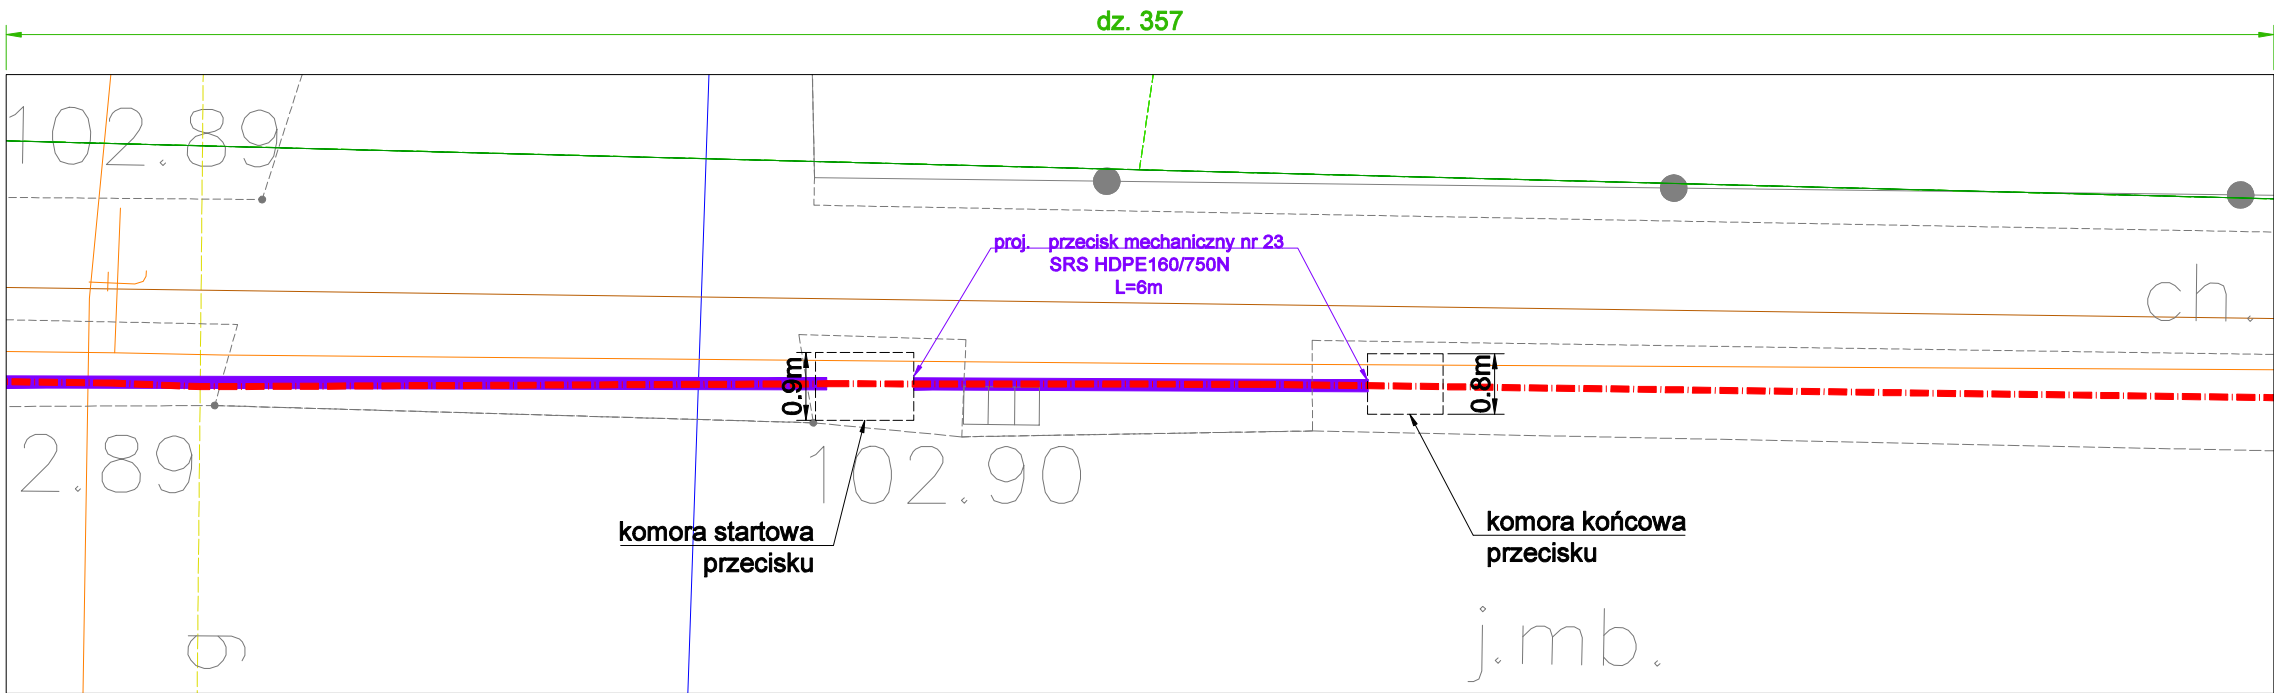 dz. 357
102.89
proj. przecisk mechaniczny nr 23
SRS HDPE160/750N
L=6m
t
ch.
0.9m
0.8m
2.89
102.90
komora startowa
przecisku
komora końcowa
przecisku
g
j.mb.